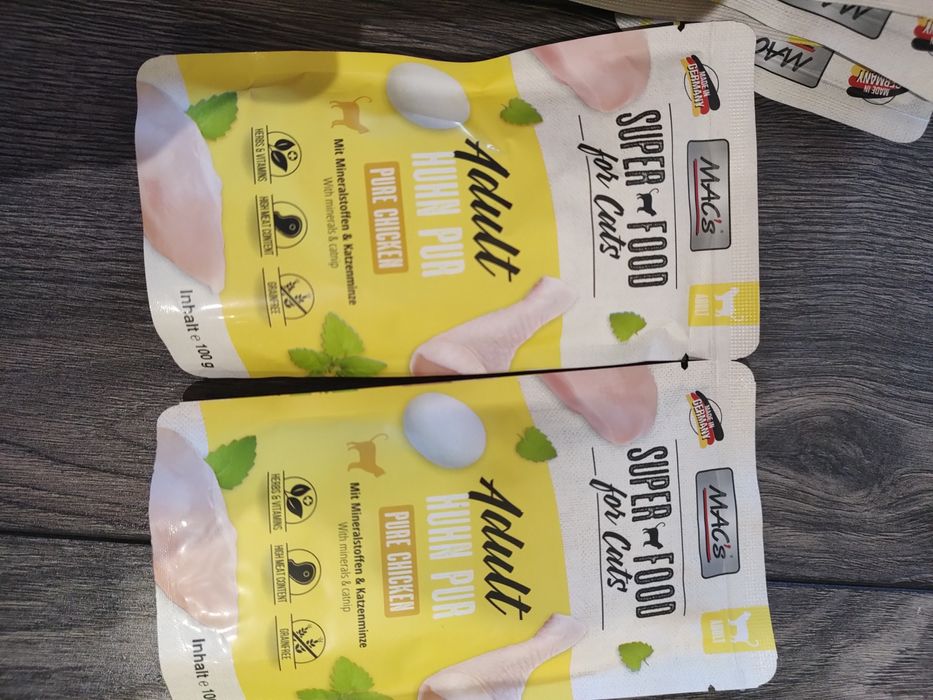 MAC's
MADE IN
GERMANY
SUPER FOOD
for Cats
ADULT
Adult
HUHN PUR
PURE CHICKEN
Mit Mineralstoffen & Katzenminze
With minerals & catnip
HERBS & VITAMINS
HIGH MEAT CONTENT
GRAINFREE
Inhalt e 100 g
MAC's
MADE IN
GERMANY
SUPER FOOD
for Cats
ADULT
Adult
HUHN PUR
PURE CHICKEN
Mit Mineralstoffen & Katzenminze
With minerals & catnip
HERBS & VITAMINS
HIGH MEAT CONTENT
GRAINFREE
Inhalt e 10
MAC
MADE IN
GERMANY